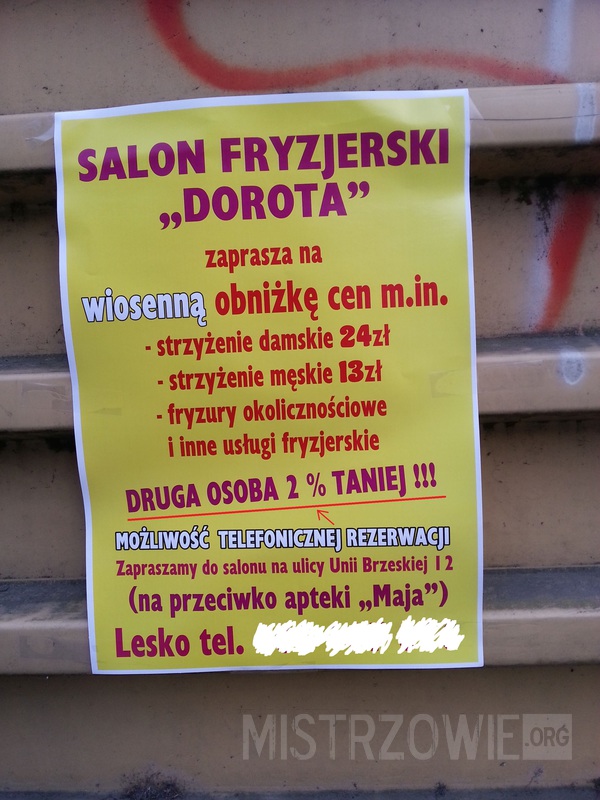 SALON FRYZJERSKI
„DOROTA”
zaprasza na
wiosenną obniżkę cen m.in.
- strzyżenie damskie 24zł
- strzyżenie męskie 13zł
- fryzury okolicznościowe
i inne usługi fryzjerskie
DRUGA OSOBA 2 % TANIEJ !!!
MOŻLIWOŚĆ TELEFONICZNEJ REZERWACJI
Zapraszamy do salonu na ulicy Unii Brzeskiej 12
(na przeciwko apteki „Maja”)
Lesko tel.
MISTRZOWIE.ORG